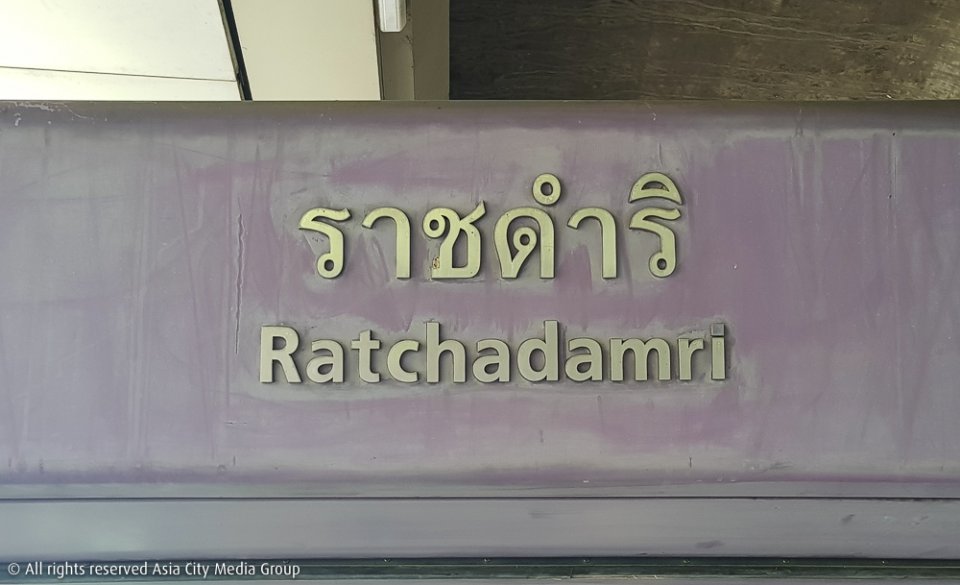 ราชดำริ
Ratchadamri
© All rights reserved Asia City Media Group